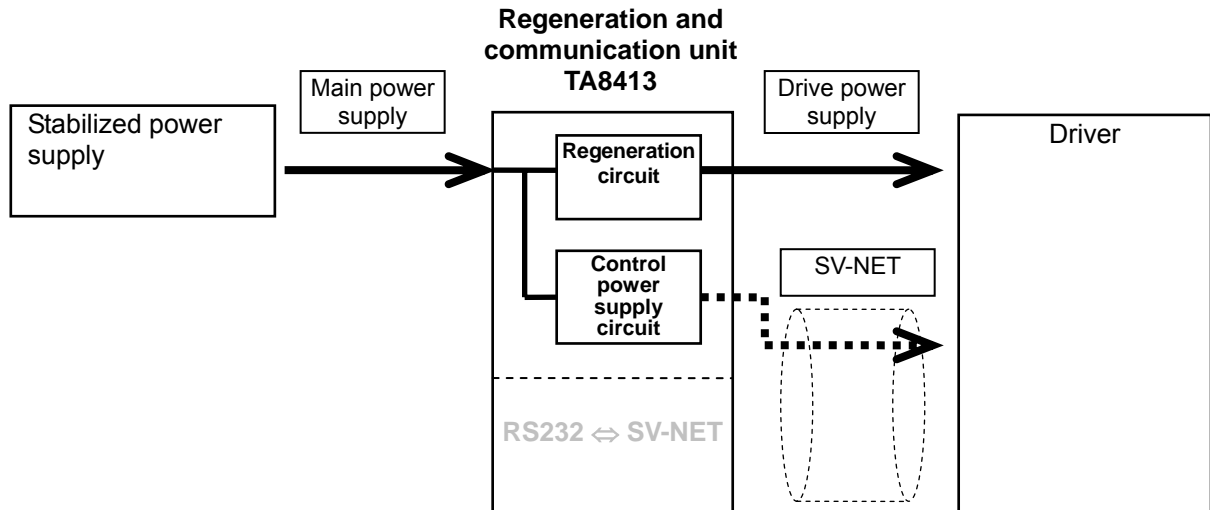 Regeneration and
communication unit
TA8413
Main power
supply
Drive power
supply
Stabilized power
supply
Driver
Regeneration
circuit
Control
power
supply
circuit
SV-NET
RS232 ⇔ SV-NET